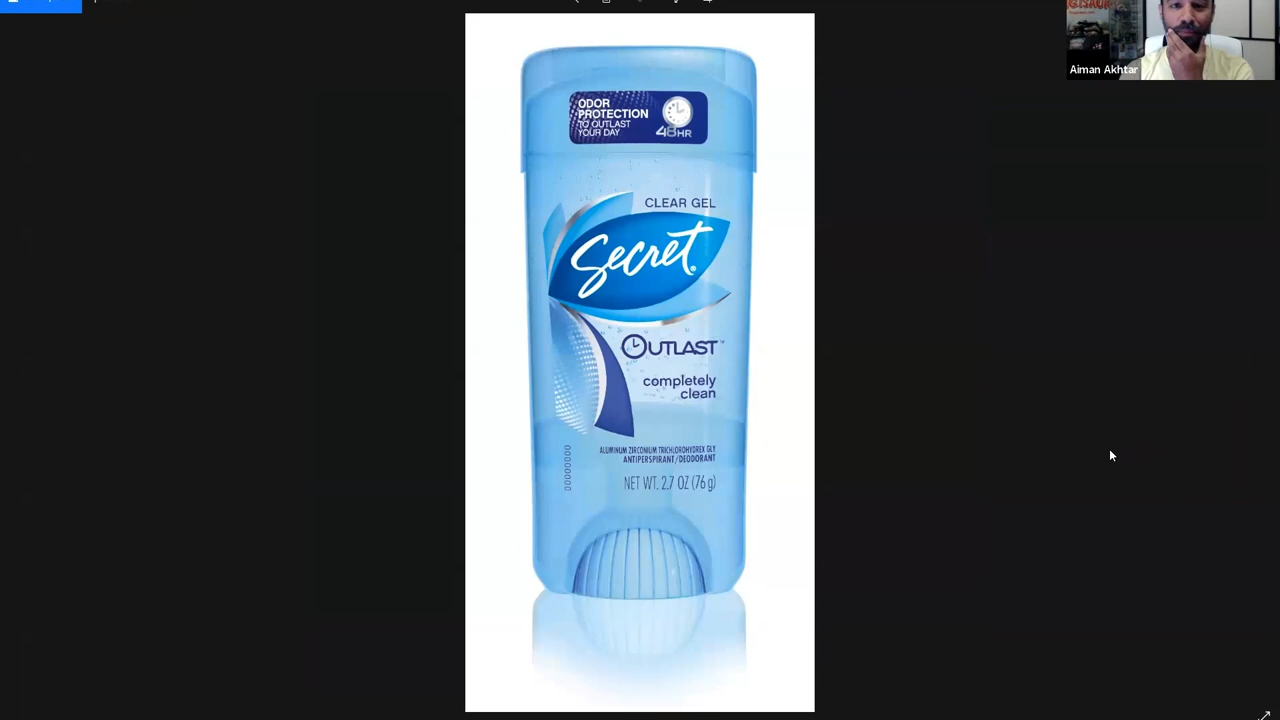 Aiman Akhtar
ODOR
PROTECTION
TO OUTLAST
YOUR DAY
48HR
CLEAR GEL
Secret®
OUTLAST™
completely
clean
ALUMINUM ZIRCONIUM TRICHLOROHYDREX GLY
ANTIPERSPIRANT/DEODORANT
NET WT. 2.7 OZ (76 g)